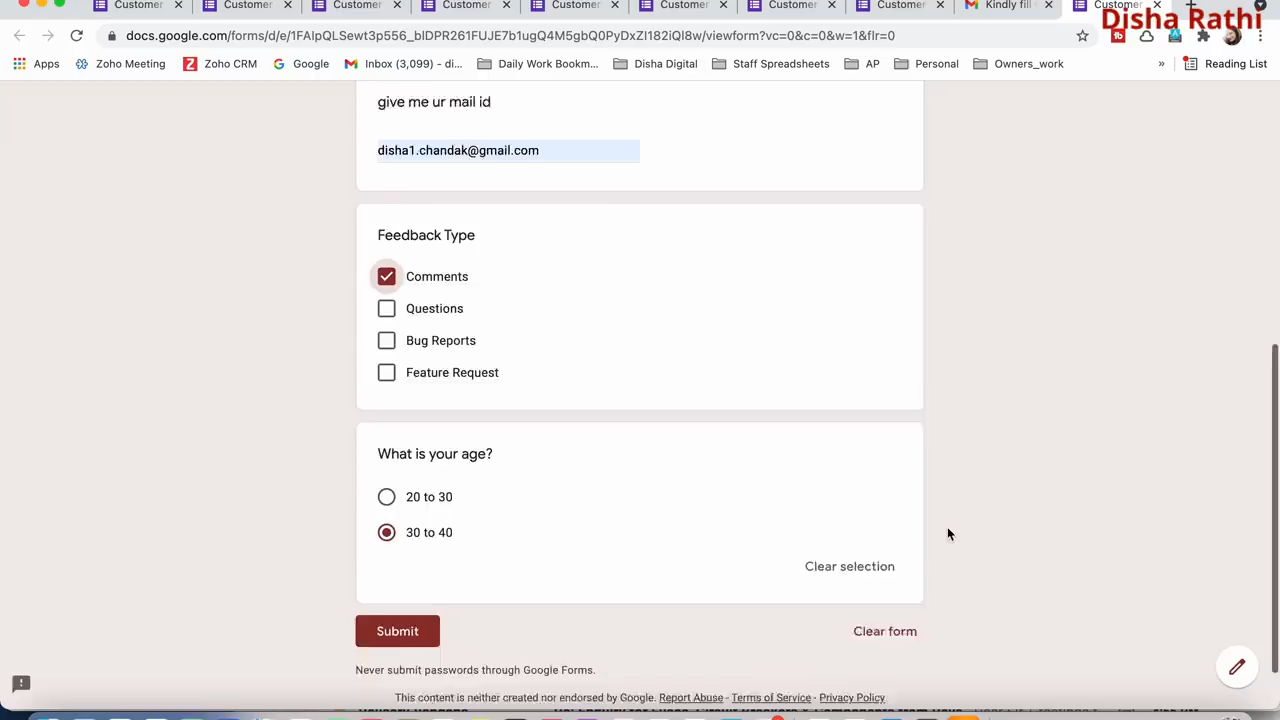 Customer
Customer
Customer
Customer
Customer
Customer
Customer
Customer
Kindly fill
Customer
Disha Rathi
docs.google.com/forms/d/e/1FAIpQLSewt3p556_bIDPR26TFUJE7b1ugQ4M5gbQ0PyDxZI182iQI8w/viewform?vc=0&c=0&w=1&flr=0
Apps
Zoho Meeting
Zoho CRM
Google
Inbox (3,099) - di...
Daily Work Bookm...
Disha Digital
Staff Spreadsheets
AP
Personal
Owners_work
»
Reading List
give me ur mail id
disha1.chandak@gmail.com
Feedback Type
Comments
Questions
Bug Reports
Feature Request
What is your age?
20 to 30
30 to 40
Clear selection
Submit
Clear form
Never submit passwords through Google Forms.
This content is neither created nor endorsed by Google. Report Abuse - Terms of Service - Privacy Policy